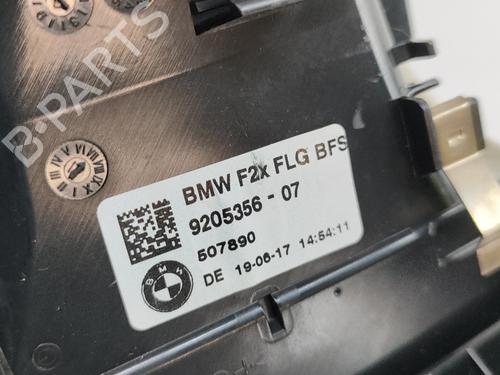 B-PARTS
BMW F2x FLG BFS
9205356 - 07
507890
BMW
DE 19-06-17 14:54:11